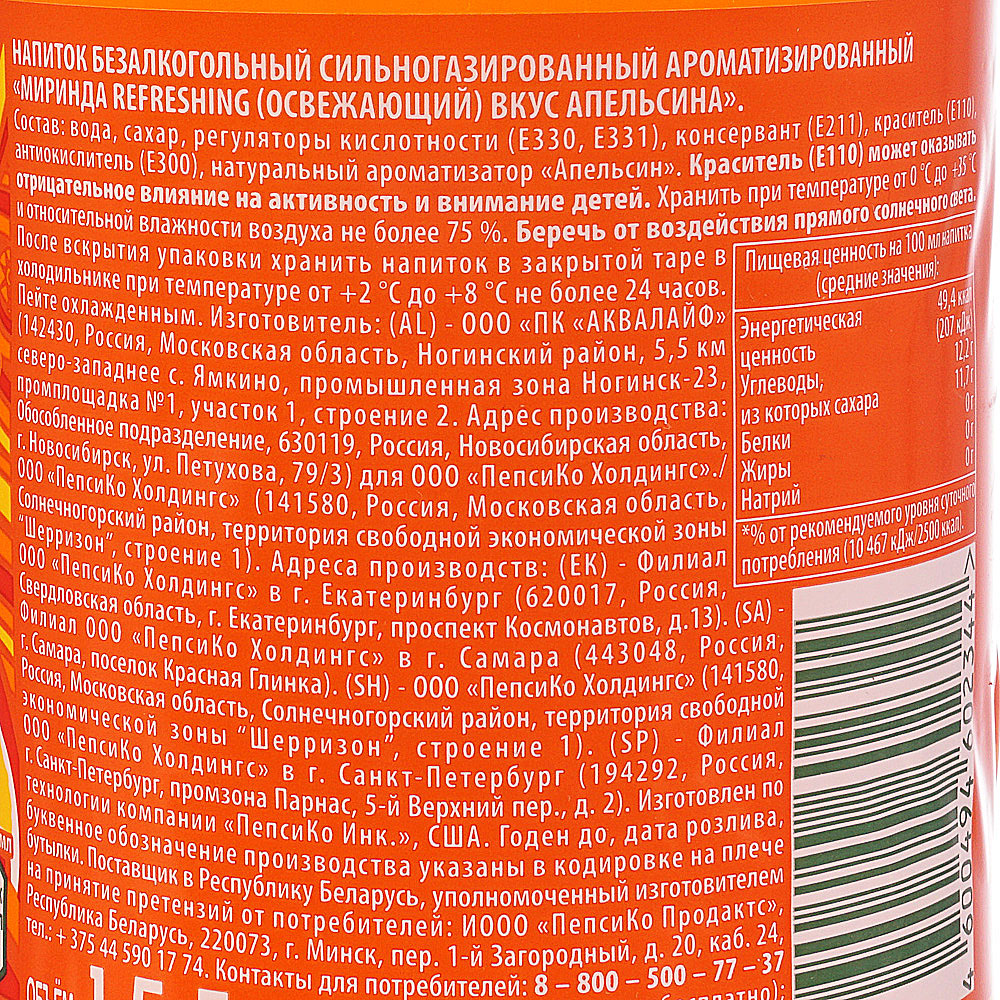 НАПИТОК БЕЗАЛКОГОЛЬНЫЙ СИЛЬНОГАЗИРОВАННЫЙ АРОМАТИЗИРОВАННЫЙ
«МИРИНДА REFRESHING (ОСВЕЖАЮЩИЙ) ВКУС АПЕЛЬСИНА».
Состав: вода, сахар, регуляторы кислотности (Е330, Е331), консервант (Е211), краситель (Е110),
антиокислитель (Е300), натуральный ароматизатор «Апельсин». Краситель (Е110) может оказывать
отрицательное влияние на активность и внимание детей. Хранить при температуре от 0 °С до +35 °С
и относительной влажности воздуха не более 75 %. Беречь от воздействия прямого солнечного света.
После вскрытия упаковки хранить напиток в закрытой таре в
холодильнике при температуре от +2 °С до +8 °С не более 24 часов.
Пейте охлажденным. Изготовитель: (AL) - ООО «ПК «АКВАЛАЙФ»
(142430, Россия, Московская область, Ногинский район, 5,5 км
северо-западнее с. Ямкино, промышленная зона Ногинск-23,
промплощадка №1, участок 1, строение 2. Адрес производства:
Обособленное подразделение, 630119, Россия, Новосибирская область,
г. Новосибирск, ул. Петухова, 79/3) для ООО «ПепсиКо Холдингс»./
ООО «ПепсиКо Холдингс» (141580, Россия, Московская область,
Солнечногорский район, территория свободной экономической зоны
"Шерризон", строение 1). Адреса производств: (EK) - Филиал
ООО «ПепсиКо Холдингс» в г. Екатеринбург (620017, Россия,
Свердловская область, г. Екатеринбург, проспект Космонавтов, д.13). (SA) -
Филиал ООО «ПепсиКо Холдингс» в г. Самара (443048, Россия,
г. Самара, поселок Красная Глинка). (SH) - ООО «ПепсиКо Холдингс» (141580,
Россия, Московская область, Солнечногорский район, территория свободной
экономической зоны "Шерризон", строение 1). (SP) - Филиал
ООО «ПепсиКо Холдингс» в г. Санкт-Петербург (194292, Россия,
г. Санкт-Петербург, промзона Парнас, 5-й Верхний пер., д. 2). Изготовлен по
технологии компании «ПепсиКо Инк.», США. Годен до, дата розлива,
буквенное обозначение производства указаны в кодировке на плече
бутылки. Поставщик в Республику Беларусь, уполномоченный изготовителем
на принятие претензий от потребителей: ИООО «ПепсиКо Продактс»,
Республика Беларусь, 220073, г. Минск, пер. 1-й Загородный, д. 20, каб. 24,
тел.: + 375 44 590 17 74. Контакты для потребителей: 8 – 800 – 500 – 77 – 37
бесплатно);
ОБЪЁМ 1,5
Пищевая ценность на 100 мл напитка
(средние значения):
Энергетическая 49,4 ккал
ценность (207 кДж)
Углеводы, 12,2 г
из которых сахара 11,7 г
Белки 0 г
Жиры 0 г
Натрий 0 г
*% от рекомендуемого уровня суточного
потребления (10 467 кДж/2500 ккал).
4 600494 602344 >
мл